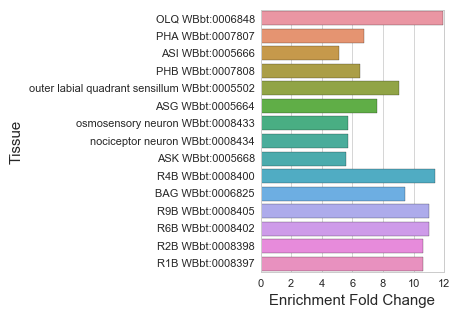 OLQ WBbt:0006848
PHA WBbt:0007807
ASI WBbt:0005666
PHB WBbt:0007808
outer labial quadrant sensillum WBbt:0005502
ASG WBbt:0005664
osmosensory neuron WBbt:0008433
nociceptor neuron WBbt:0008434
ASK WBbt:0005668
R4B WBbt:0008400
BAG WBbt:0006825
R9B WBbt:0008405
R6B WBbt:0008402
R2B WBbt:0008398
R1B WBbt:0008397
Tissue
0 2 4 6 8 10 12
Enrichment Fold Change